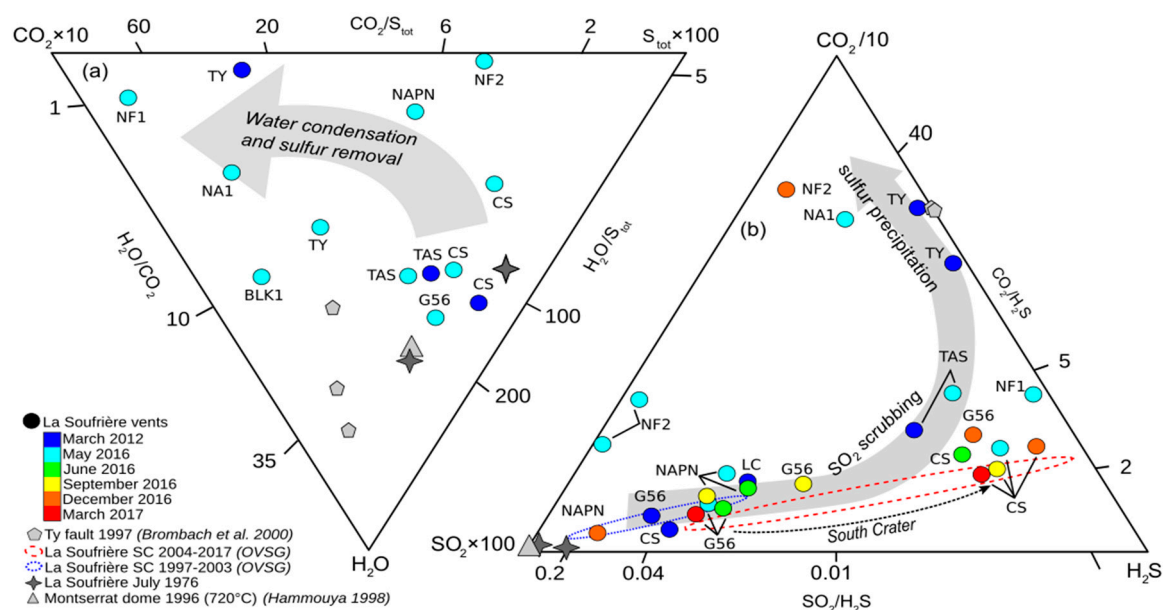 CO₂×10 60 20 CO₂/Sₜₒₜ 6 2 Sₜₒₜ×100
(a)
TY
NF2
NF1
NAPN
1
5
Water condensation
and sulfur removal
NA1
CS
TY
H₂O/CO₂
H₂O/Sₜₒₜ
BLK1
TAS
TAS
CS
CS
G56
10
100
200
35
H₂O
CO₂/10
(b)
40
sulfur precipitation
NF2
NA1
TY
TY
CO₂/H₂S
TAS
5
NF1
NF2
SO₂ scrubbing
G56
NAPN
LC
G56
CS
2
G56
NAPN
CS
G56
South Crater
CS
SO₂×100
H₂S
0.2
0.04
0.01
SO₂/H₂S
La Soufrière vents
March 2012
May 2016
June 2016
September 2016
December 2016
March 2017
Ty fault 1997 (Brombach et al. 2000)
La Soufrière SC 2004-2017 (OVSG)
La Soufrière SC 1997-2003 (OVSG)
La Soufrière July 1976
Montserrat dome 1996 (720°C) (Hammouya 1998)